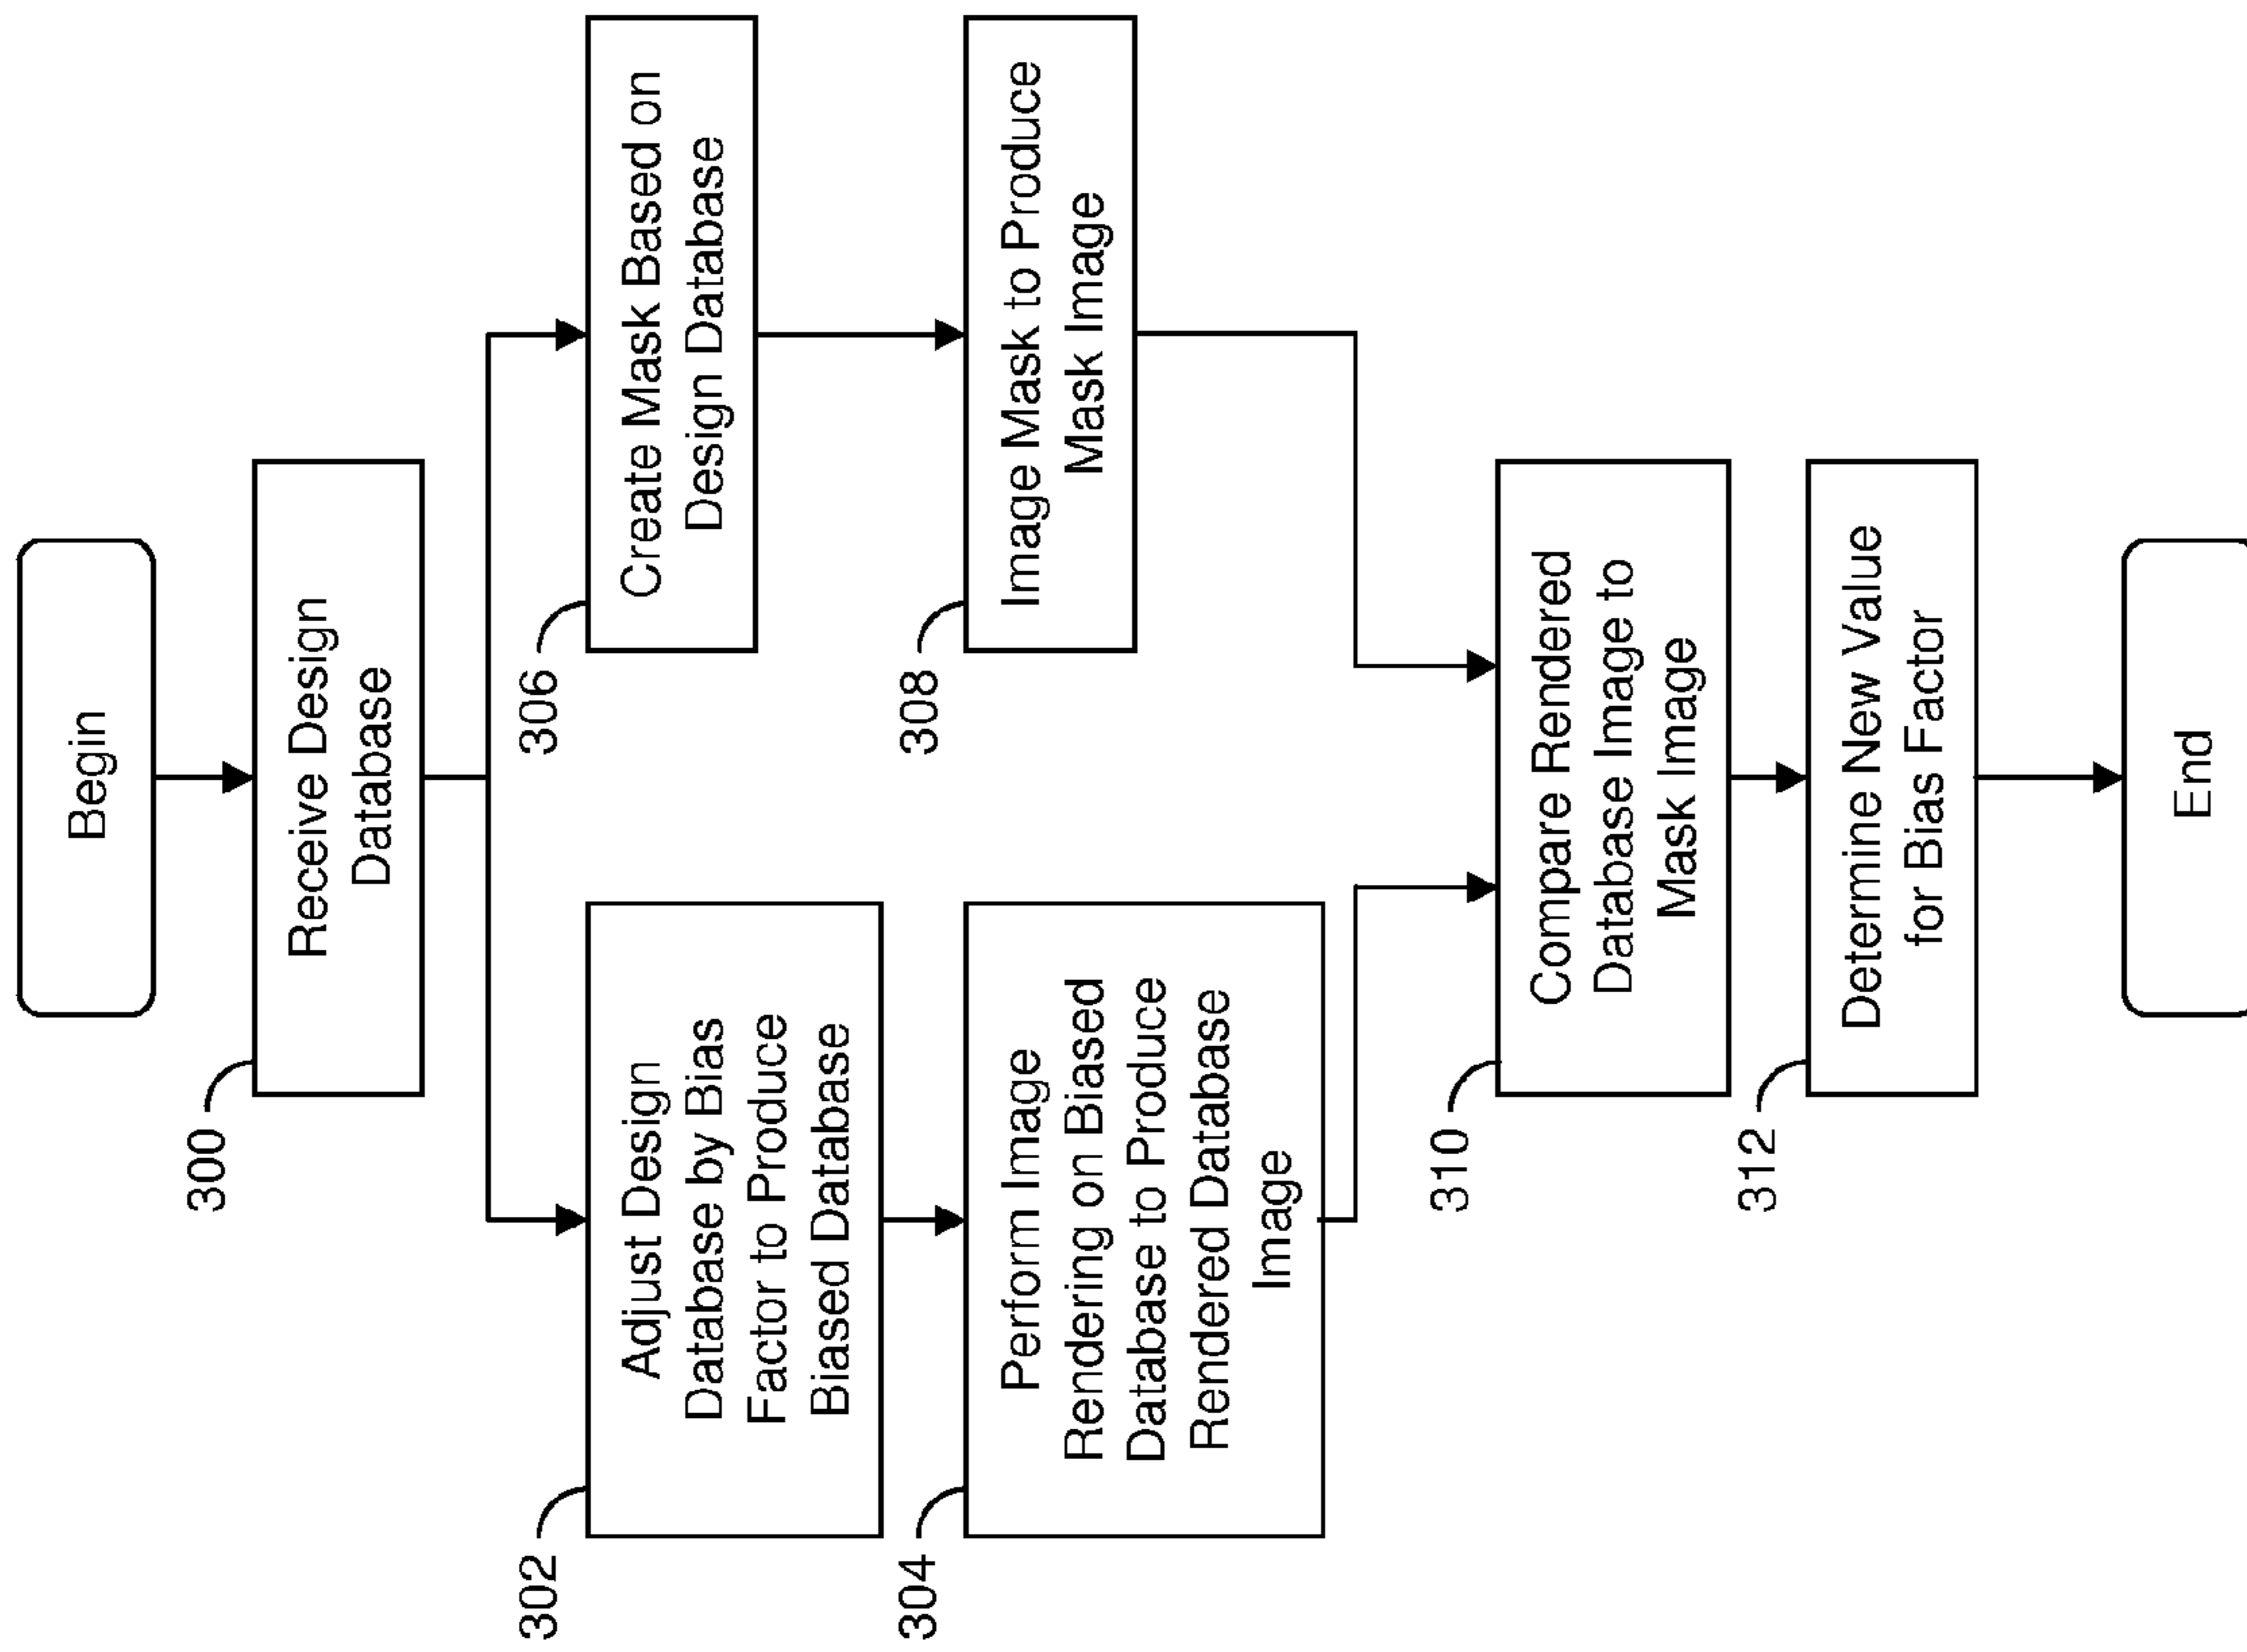 Begin
300
Receive Design
Database
302
Adjust Design
Database by Bias
Factor to Produce
Biased Database
304
Perform Image
Rendering on Biased
Database to Produce
Rendered Database
Image
306
Create Mask Based on
Design Database
308
Image Mask to Produce
Mask Image
310
Compare Rendered
Database Image to
Mask Image
312
Determine New Value
for Bias Factor
End